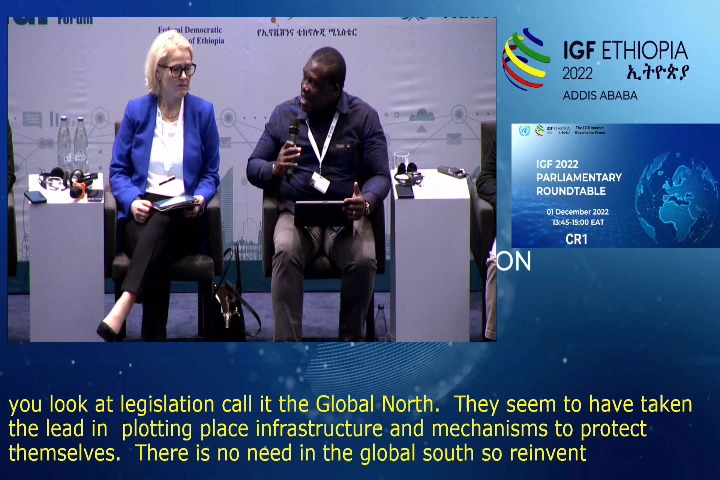 Forum
Federal Democratic
of Ethiopia
የኢኖቬሽንና ቴክኖሎጂ ሚኒስቴር
IGF ETHIOPIA
2022 ኢትዮጵያ
ADDIS ABABA
IGF 2022
PARLIAMENTARY
ROUNDTABLE
01 December 2022
13:45-15:00 EAT
CR1
ON
you look at legislation call it the Global North.  They seem to have taken
the lead in  plotting place infrastructure and mechanisms to protect
themselves.  There is no need in the global south so reinvent